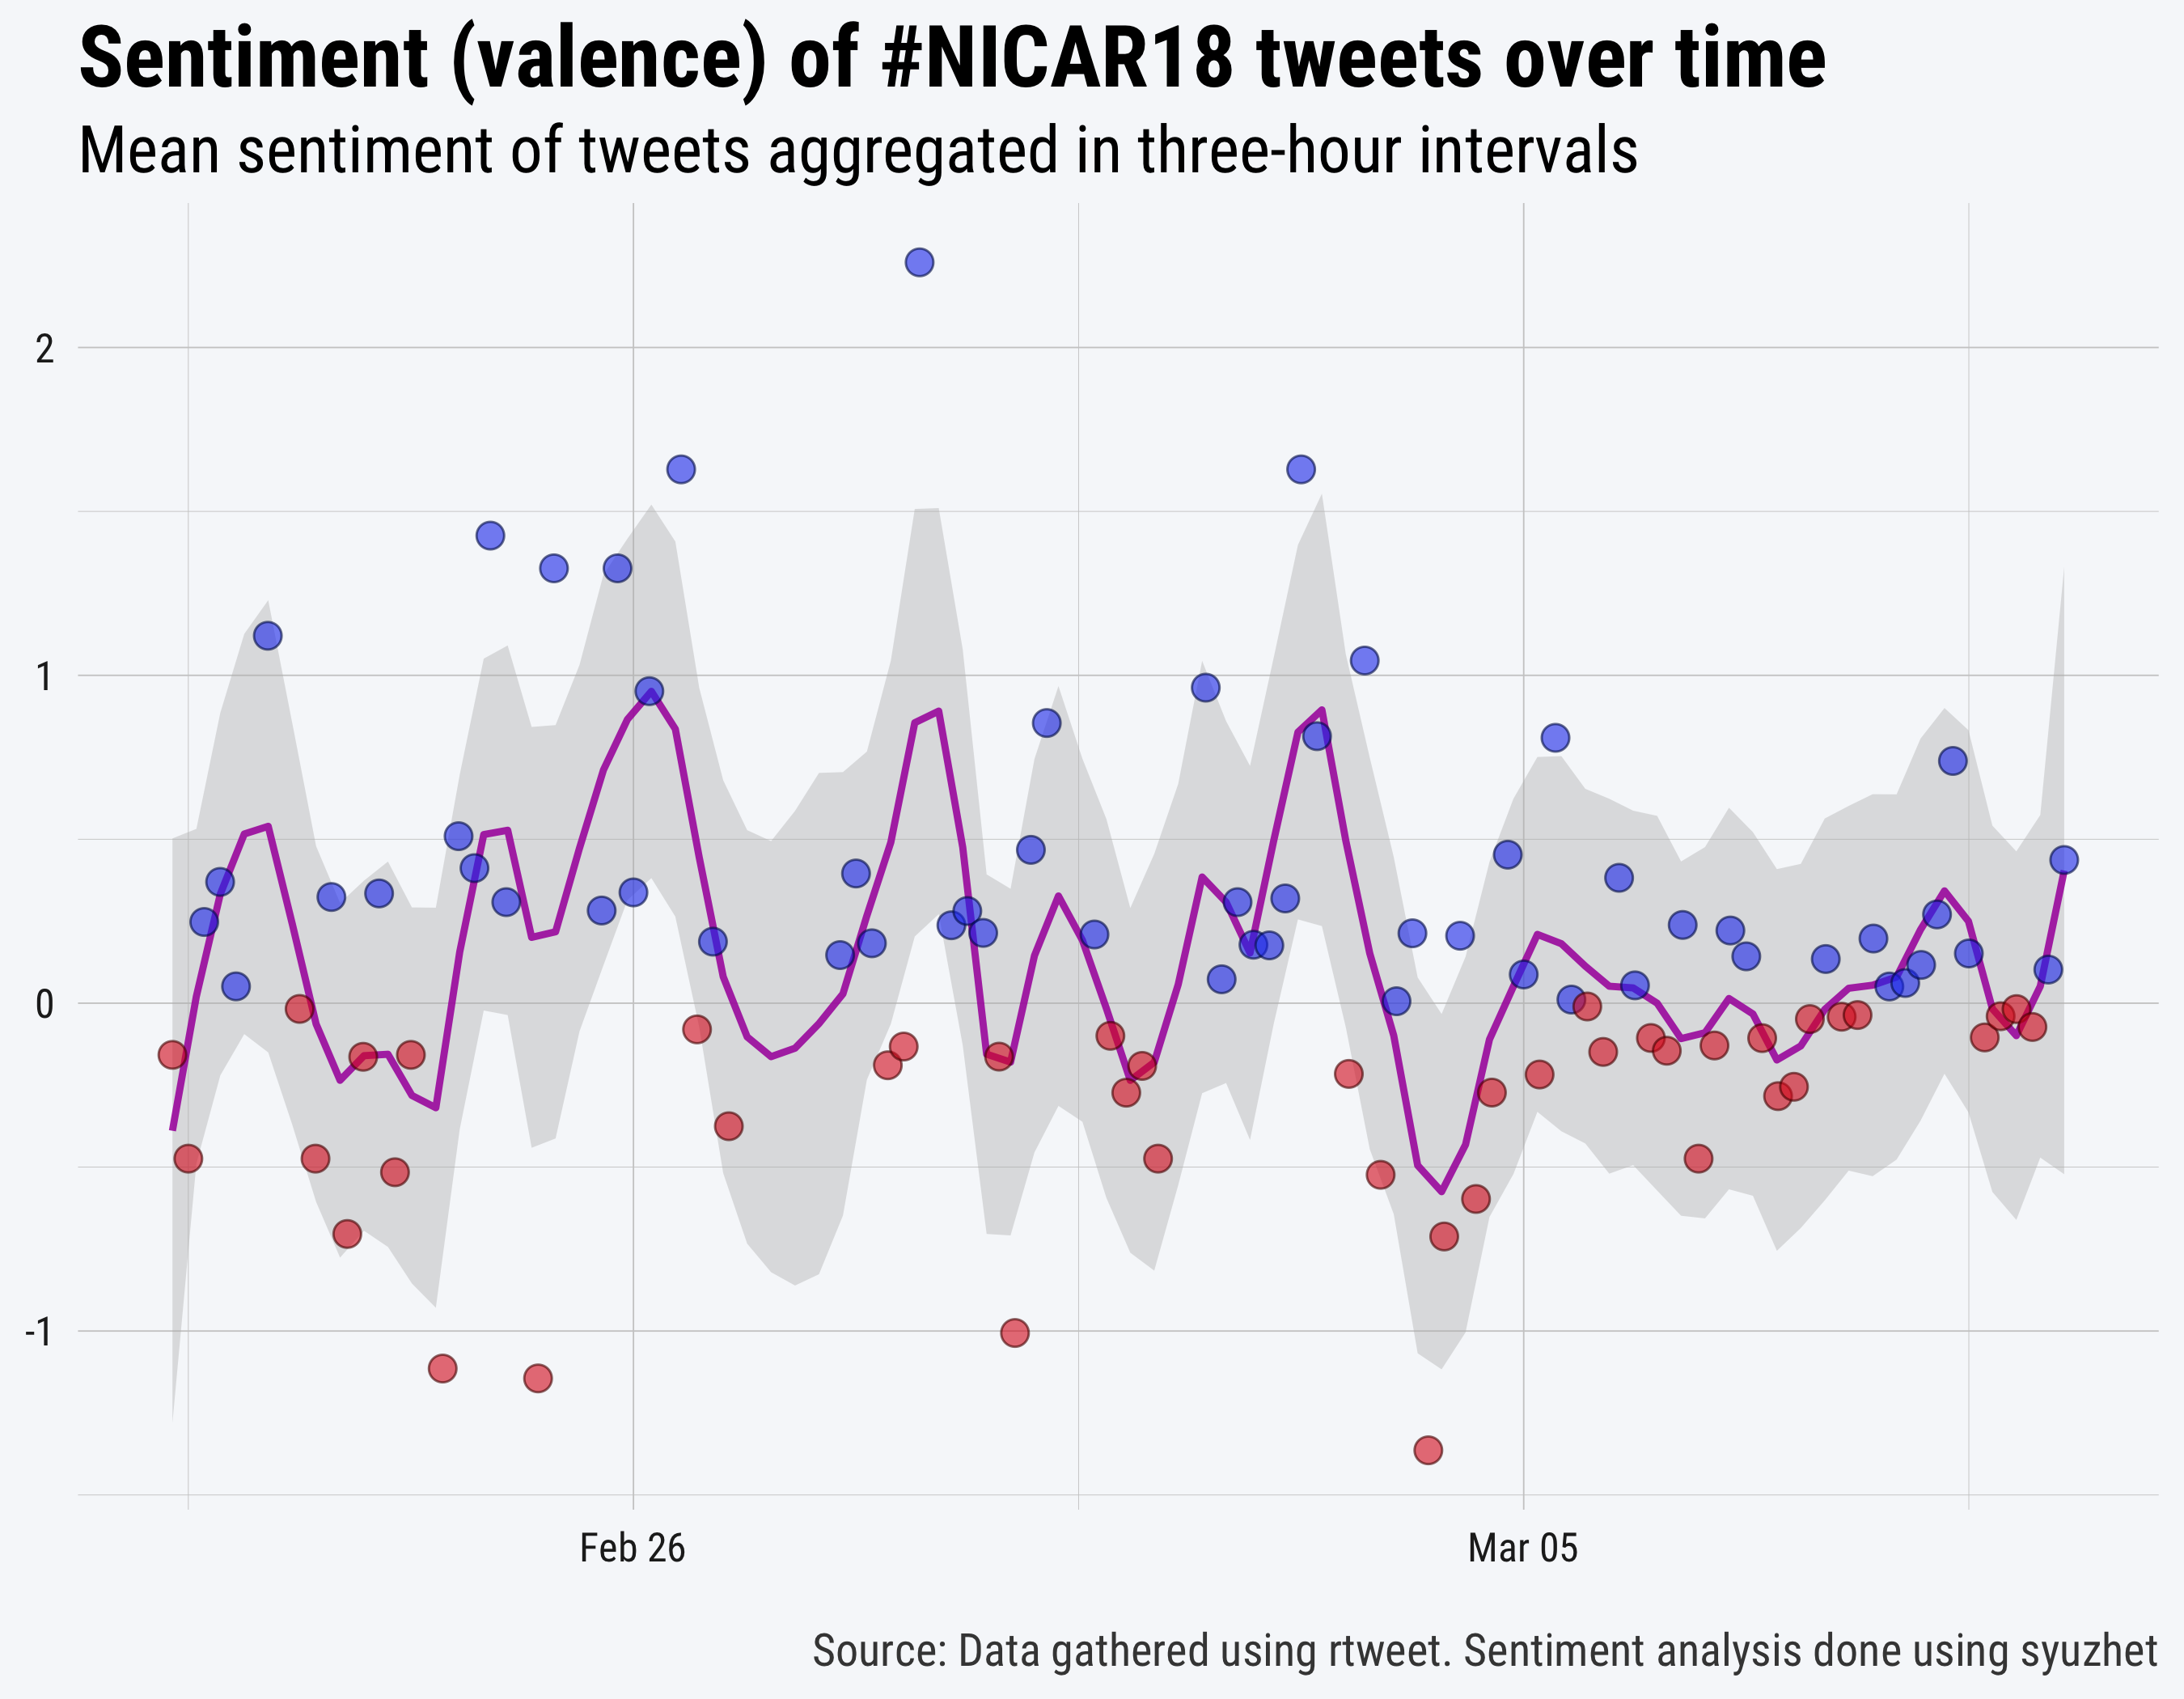 Sentiment (valence) of #NICAR18 tweets over time
Mean sentiment of tweets aggregated in three-hour intervals
2
1
0
-1
Feb 26
Mar 05
Source: Data gathered using rtweet. Sentiment analysis done using syuzhet